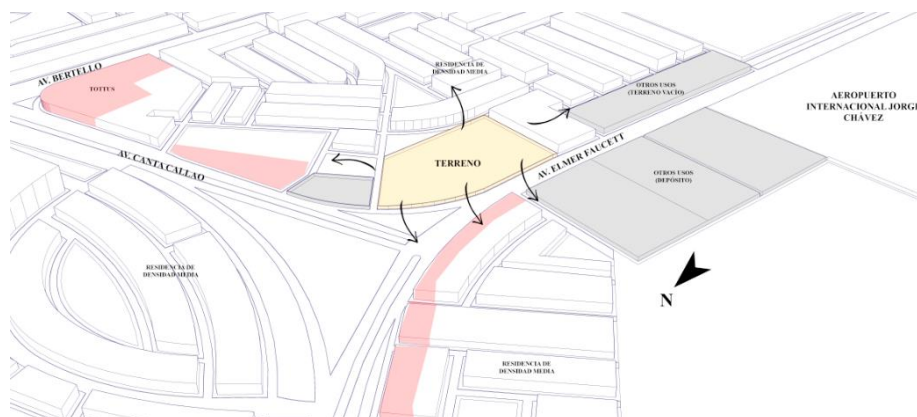 AV. BERTELLO
TOTTUS
RESIDENCIA DE
DENSIDAD MEDIA
OTROS USOS
(TERRENO VACÍO)
AEROPUERTO
INTERNACIONAL JORGE
CHÁVEZ
AV. CANTA CALLAO
TERRENO
AV. ELMER FAUCETT
OTROS USOS
(DEPÓSITO)
RESIDENCIA DE
DENSIDAD MEDIA
N
RESIDENCIA DE
DENSIDAD MEDIA